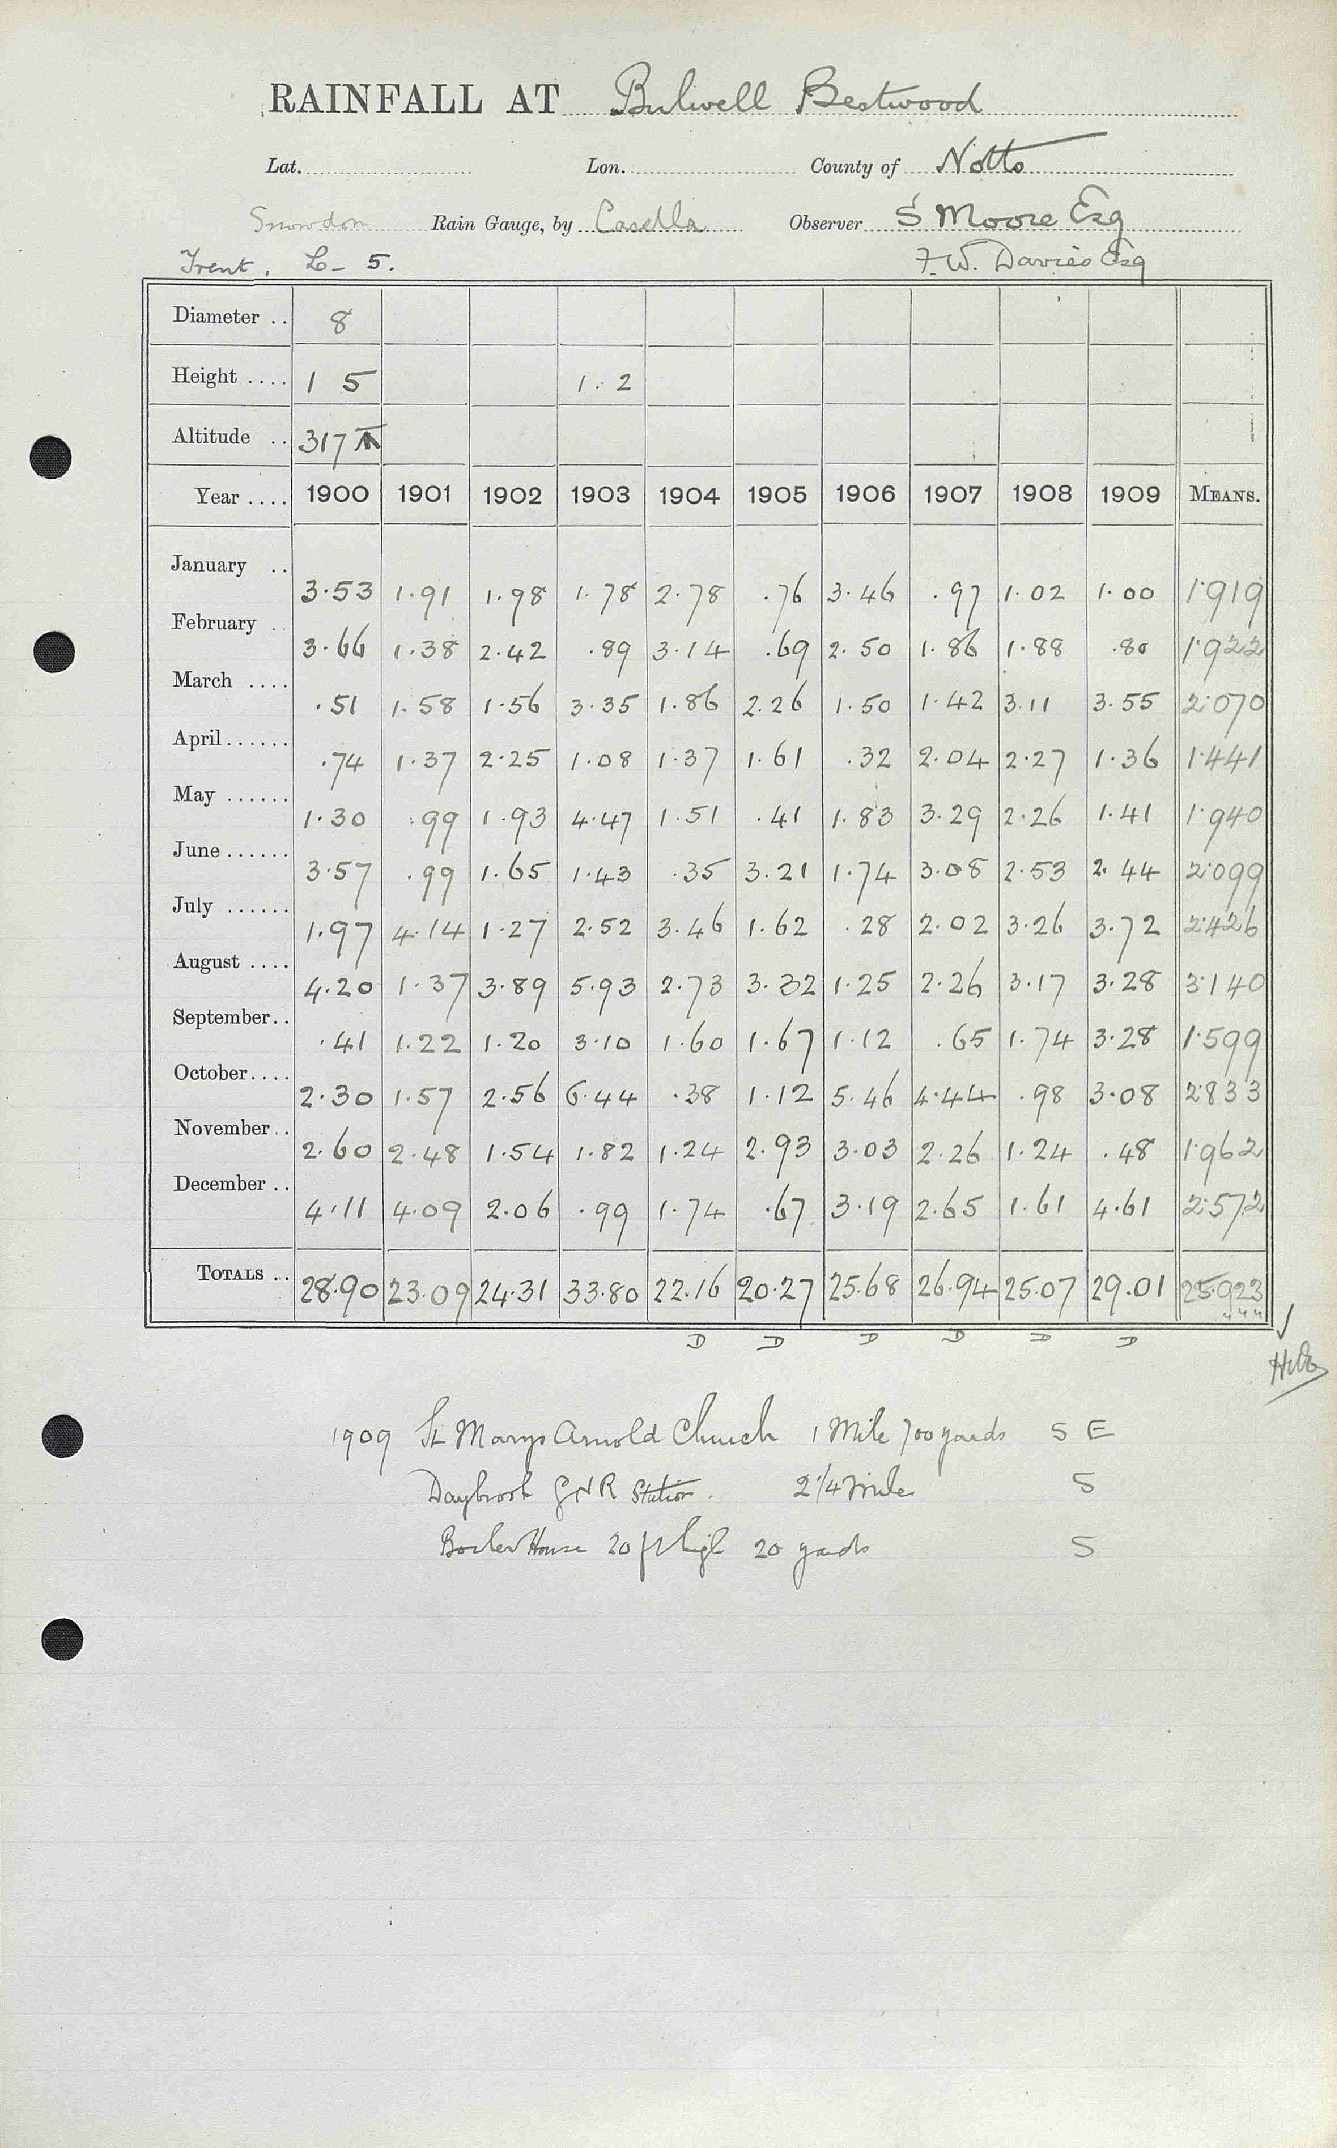 RAINFALL AT Bulwell Bestwood
Lat. Lon. County of Notts
Snowdon Rain Gauge, by Casella Observer S Moore Esq
Trent. L- 5. F. W. Davies Esq
Diameter .. 8
Height .... 1 5 1. 2
Altitude .. 317
Year .... 1900 1901 1902 1903 1904 1905 1906 1907 1908 1909 MEANS.
January .. 3.53 1.91 1.98 1.78 2.78 .76 3.46 .97 1.02 1.00 1.919
February .. 3.66 1.38 2.42 .89 3.14 .69 2.50 1.86 1.88 .80 1.922
March .... .51 1.58 1.56 3.35 1.86 2.26 1.50 1.42 3.11 3.55 2.070
April...... .74 1.37 2.25 1.08 1.37 1.61 .32 2.04 2.27 1.36 1.441
May ...... 1.30 .99 1.93 4.47 1.51 .41 1.83 3.29 2.26 1.41 1.940
June...... 3.57 .99 1.65 1.43 .35 3.21 1.74 3.08 2.53 2.44 2.099
July ...... 1.97 4.14 1.27 2.52 3.46 1.62 .28 2.02 3.26 3.72 2.426
August .... 4.20 1.37 3.89 5.93 2.73 3.32 1.25 2.26 3.17 3.28 3.140
September.. .41 1.22 1.20 3.10 1.60 1.67 1.12 .65 1.74 3.28 1.599
October.... 2.30 1.57 2.56 6.44 .38 1.12 5.46 4.44 .98 3.08 2.833
November.. 2.60 2.48 1.54 1.82 1.24 2.93 3.03 2.26 1.24 .48 1.962
December .. 4.11 4.09 2.06 .99 1.74 .67 3.19 2.65 1.61 4.61 2.572
TOTALS .. 28.90 23.09 24.31 33.80 22.16 20.27 25.68 26.94 25.07 29.01 25.923
D D D D D D
1909 St Marys Arnold Church 1 Mile 700 yards S E
Daybrook GNR Station. 2 1/4 miles S
Boiler House 20 ft high 20 yards S